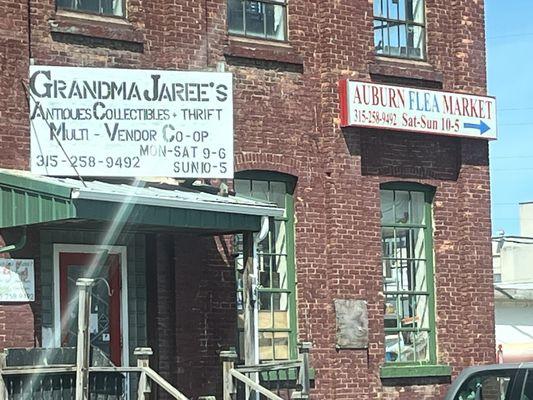 GRANDMA JAREE'S
ANTIQUES COLLECTIBLES + THRIFT
MULTI - VENDOR CO-OP
MON-SAT 9-6
315-258-9492 SUN 10-5
AUBURN FLEA MARKET
315-258-9492 SAT-SUN 10-5